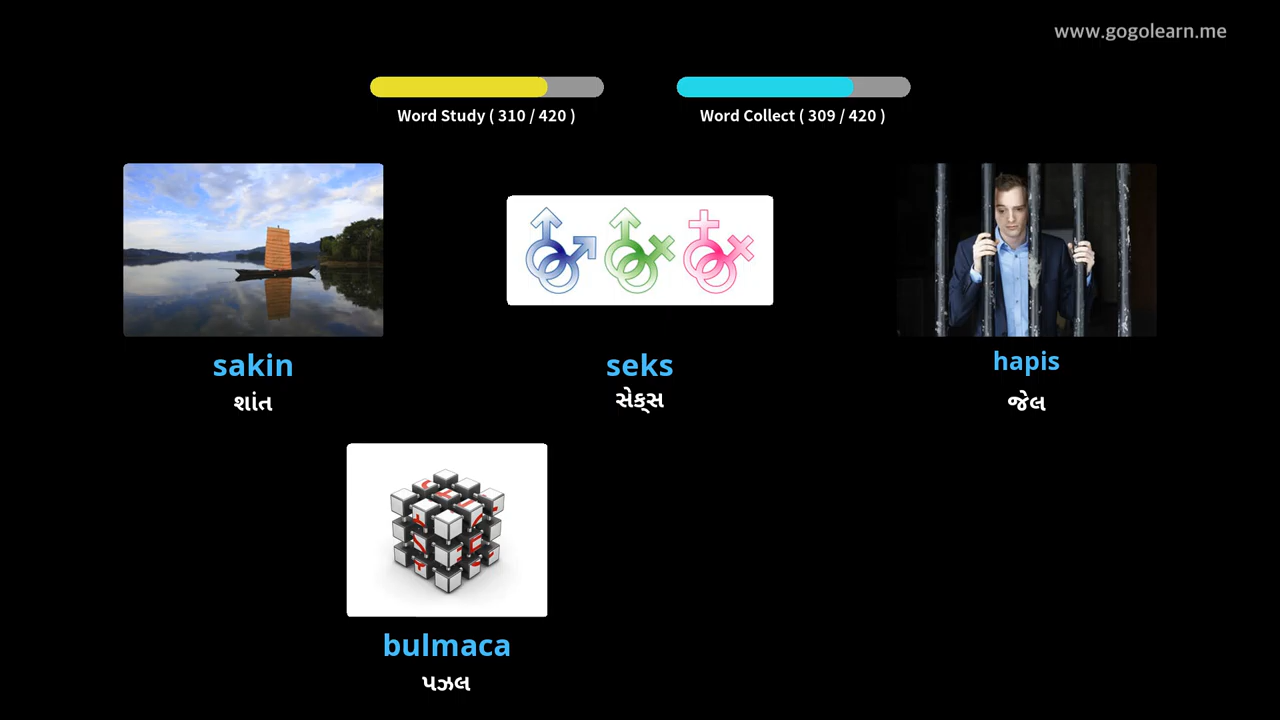 www.gogolearn.me
Word Study ( 310 / 420 )
Word Collect ( 309 / 420 )
sakin
શાંત
seks
સેક્સ
hapis
જેલ
bulmaca
પઝલ